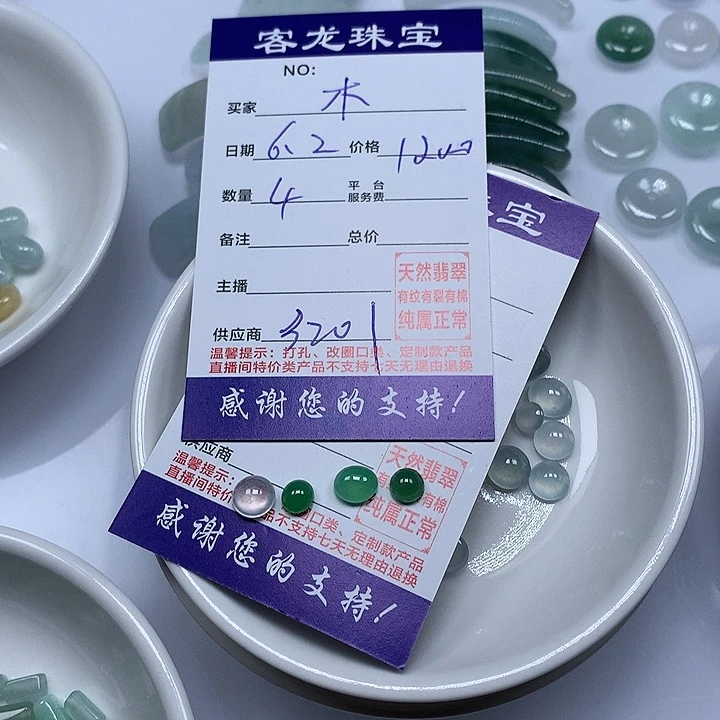 客龙珠宝
NO:
买家 木
日期 6.2 价格 1200
数量 4 平台服务费
备注 总价
主播
供应商 3201
天然翡翠
有纹有裂有棉
纯属正常
温馨提示：打孔、改圈口类、定制款产品
直播间特价类产品不支持七天无理由退换
感谢您的支持!
珠宝
供应商
天然翡翠
有棉
纯属正常
温馨提示：
口类、定制款产品
直播间特价
品不支持七天无理由退换
感谢您的支持!